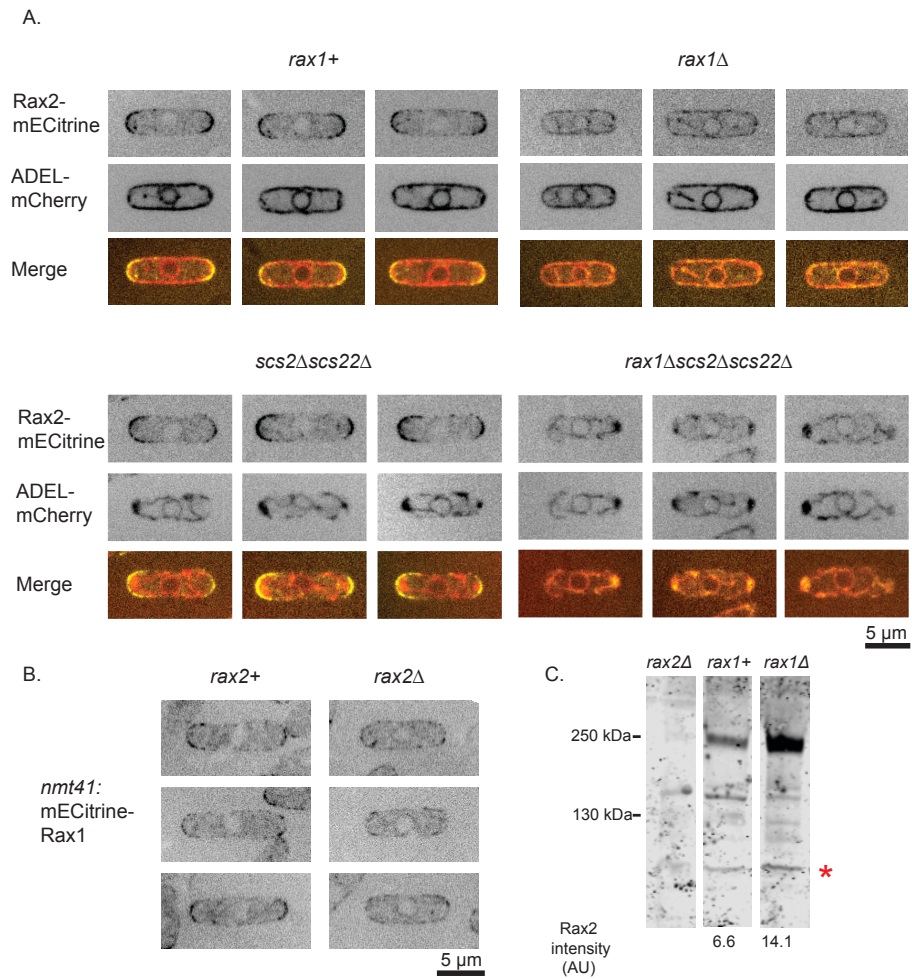 A.
rax1+ rax1Δ
Rax2-
mECitrine
ADEL-
mCherry
Merge
scs2Δscs22Δ rax1Δscs2Δscs22Δ
Rax2-
mECitrine
ADEL-
mCherry
Merge
5 µm
B.
rax2+ rax2Δ
nmt41:
mECitrine-
Rax1
5 µm
C.
rax2Δ rax1+ rax1Δ
250 kDa
130 kDa
*
Rax2
intensity
(AU)
6.6 14.1